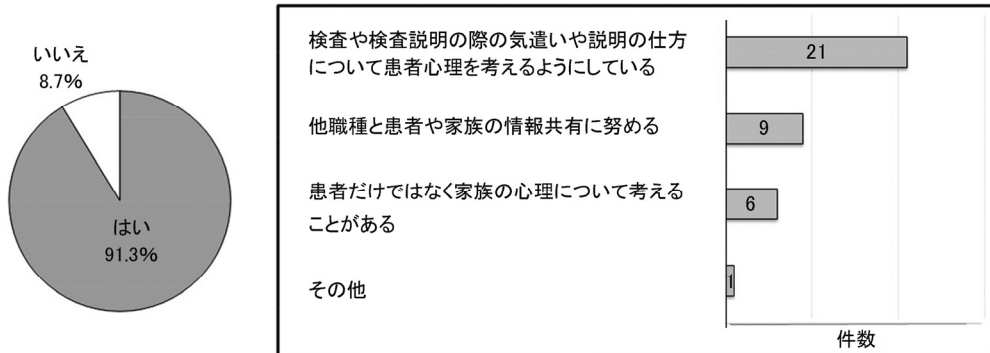 いいえ
8.7%
はい
91.3%
検査や検査説明の際の気遣いや説明の仕方
について患者心理を考えるようにしている
21
他職種と患者や家族の情報共有に努める
9
患者だけではなく家族の心理について考える
ことがある
6
その他
1
件数